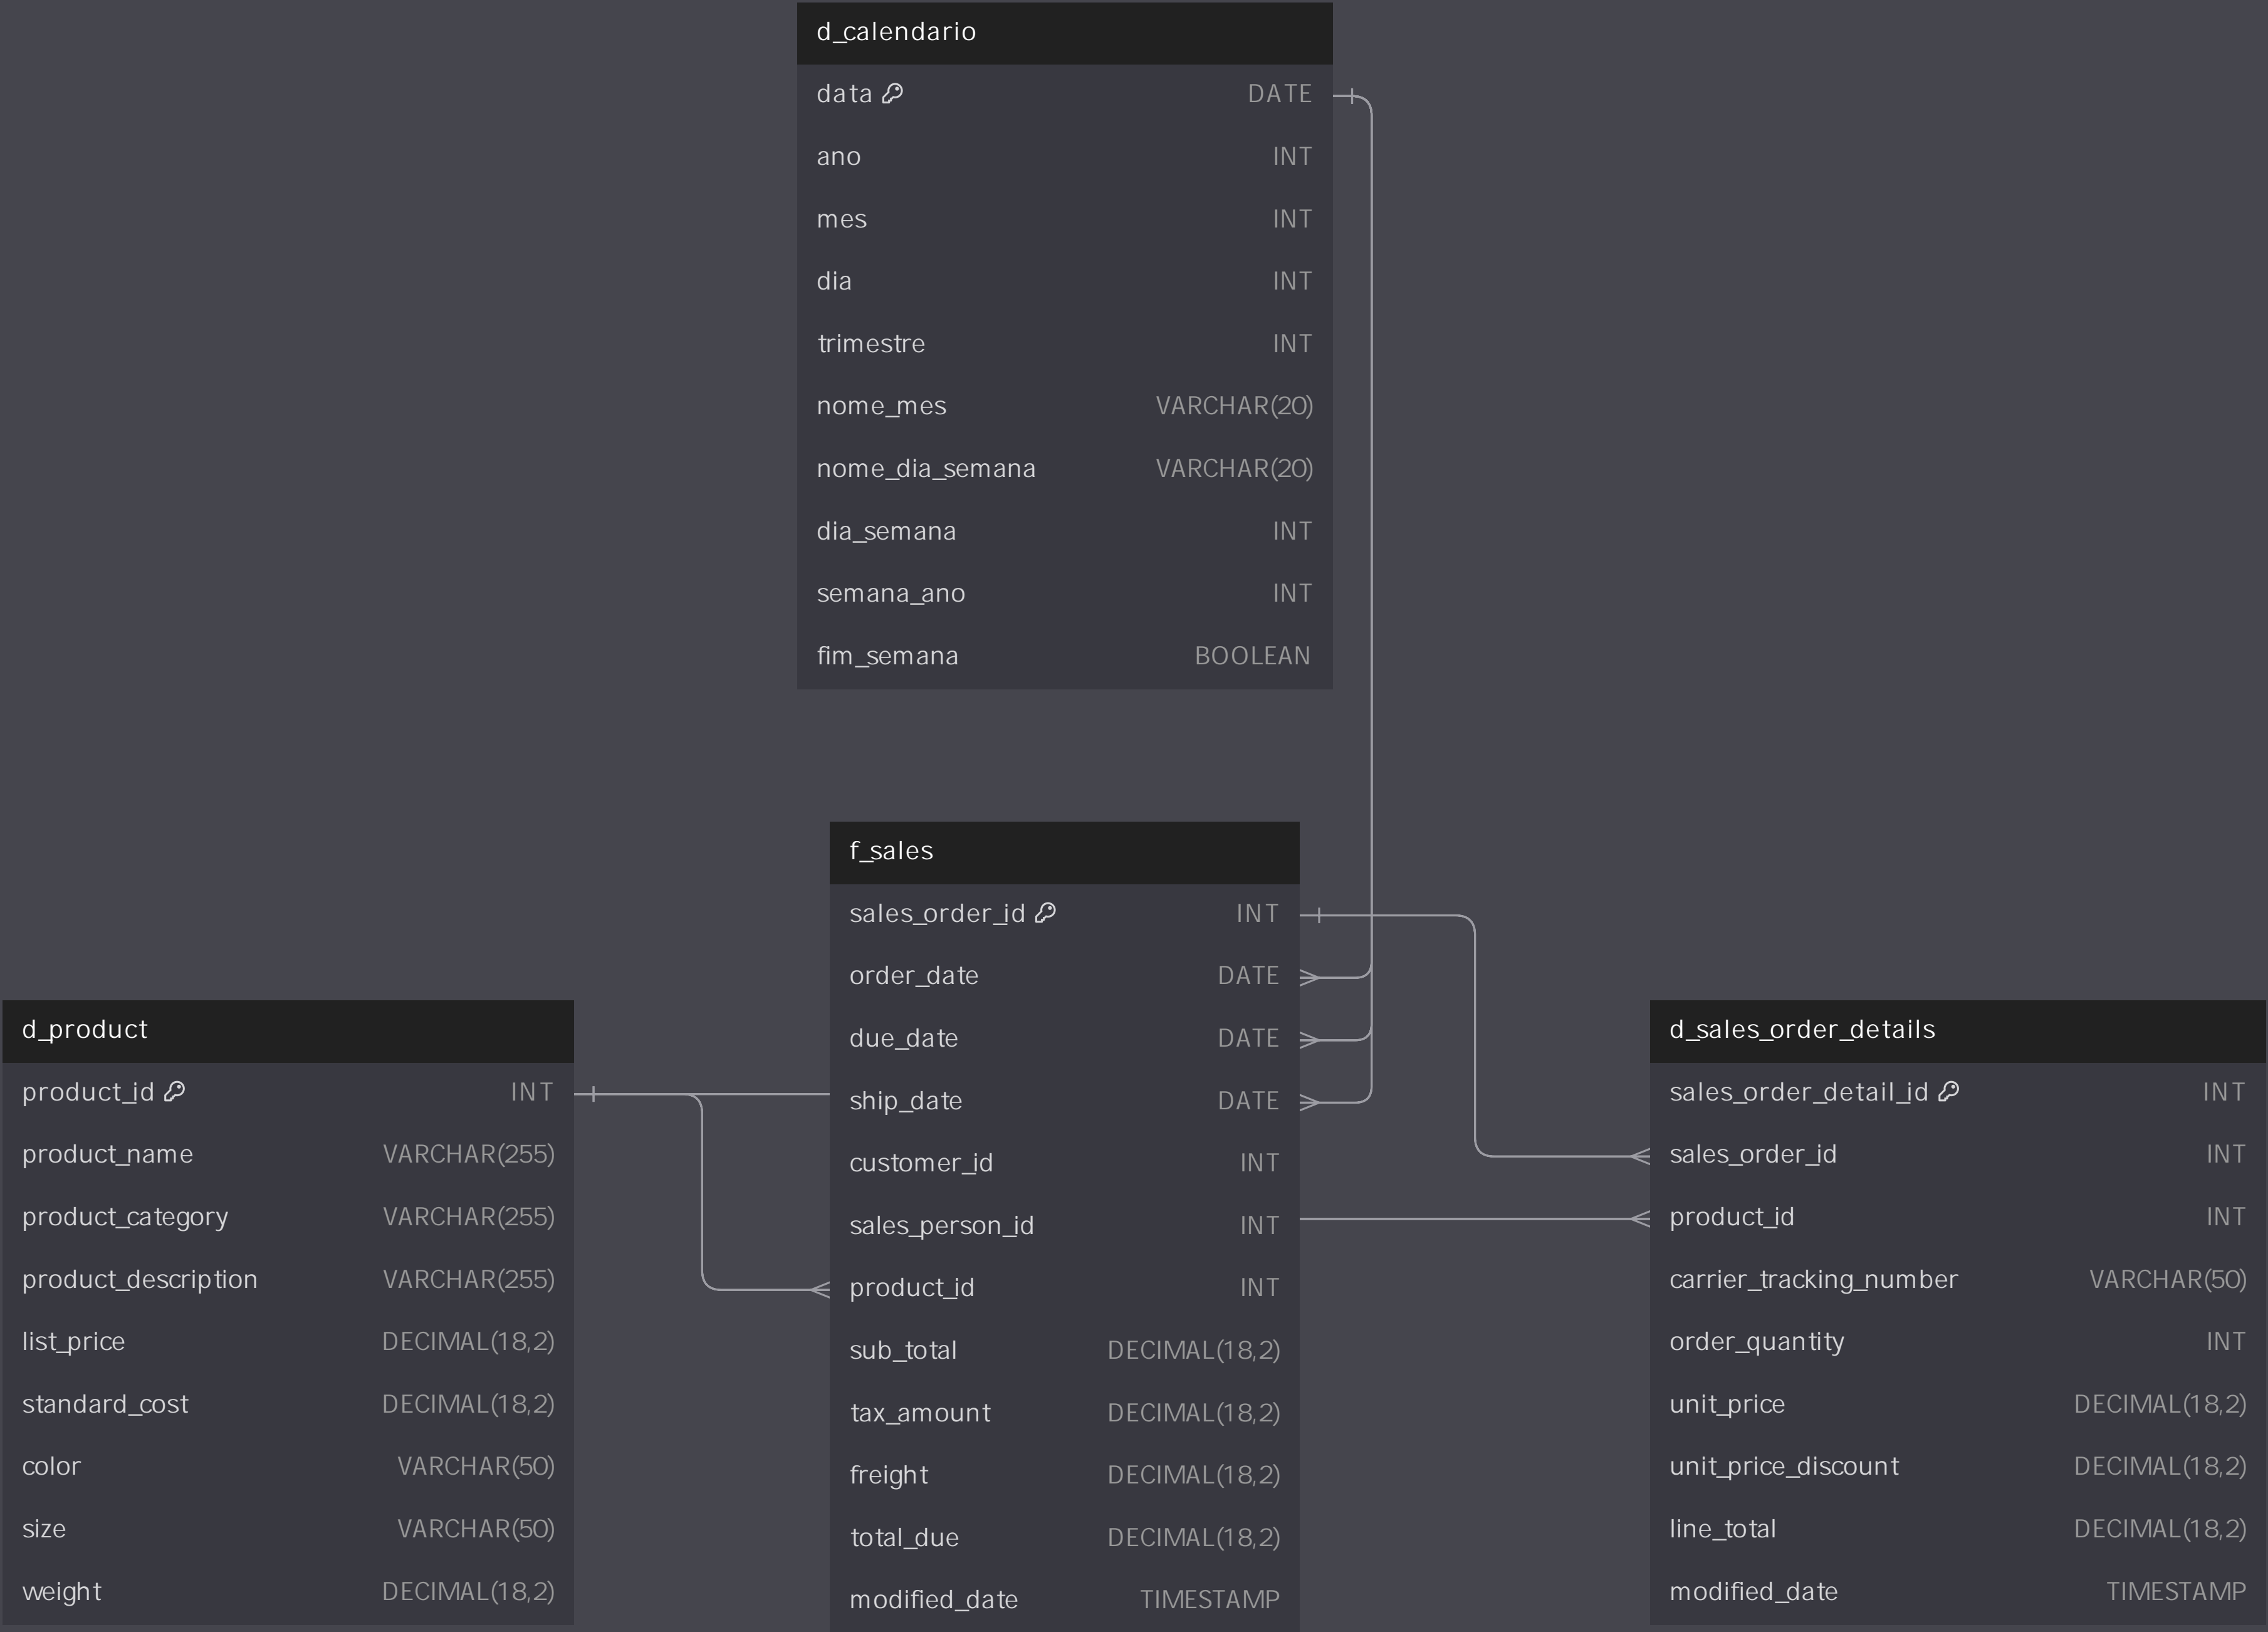 d_calendario
data DATE
ano INT
mes INT
dia INT
trimestre INT
nome_mes VARCHAR(20)
nome_dia_semana VARCHAR(20)
dia_semana INT
semana_ano INT
fim_semana BOOLEAN
f_sales
sales_order_id INT
order_date DATE
due_date DATE
ship_date DATE
customer_id INT
sales_person_id INT
product_id INT
sub_total DECIMAL(18,2)
tax_amount DECIMAL(18,2)
freight DECIMAL(18,2)
total_due DECIMAL(18,2)
modified_date TIMESTAMP
d_product
product_id INT
product_name VARCHAR(255)
product_category VARCHAR(255)
product_description VARCHAR(255)
list_price DECIMAL(18,2)
standard_cost DECIMAL(18,2)
color VARCHAR(50)
size VARCHAR(50)
weight DECIMAL(18,2)
d_sales_order_details
sales_order_detail_id INT
sales_order_id INT
product_id INT
carrier_tracking_number VARCHAR(50)
order_quantity INT
unit_price DECIMAL(18,2)
unit_price_discount DECIMAL(18,2)
line_total DECIMAL(18,2)
modified_date TIMESTAMP